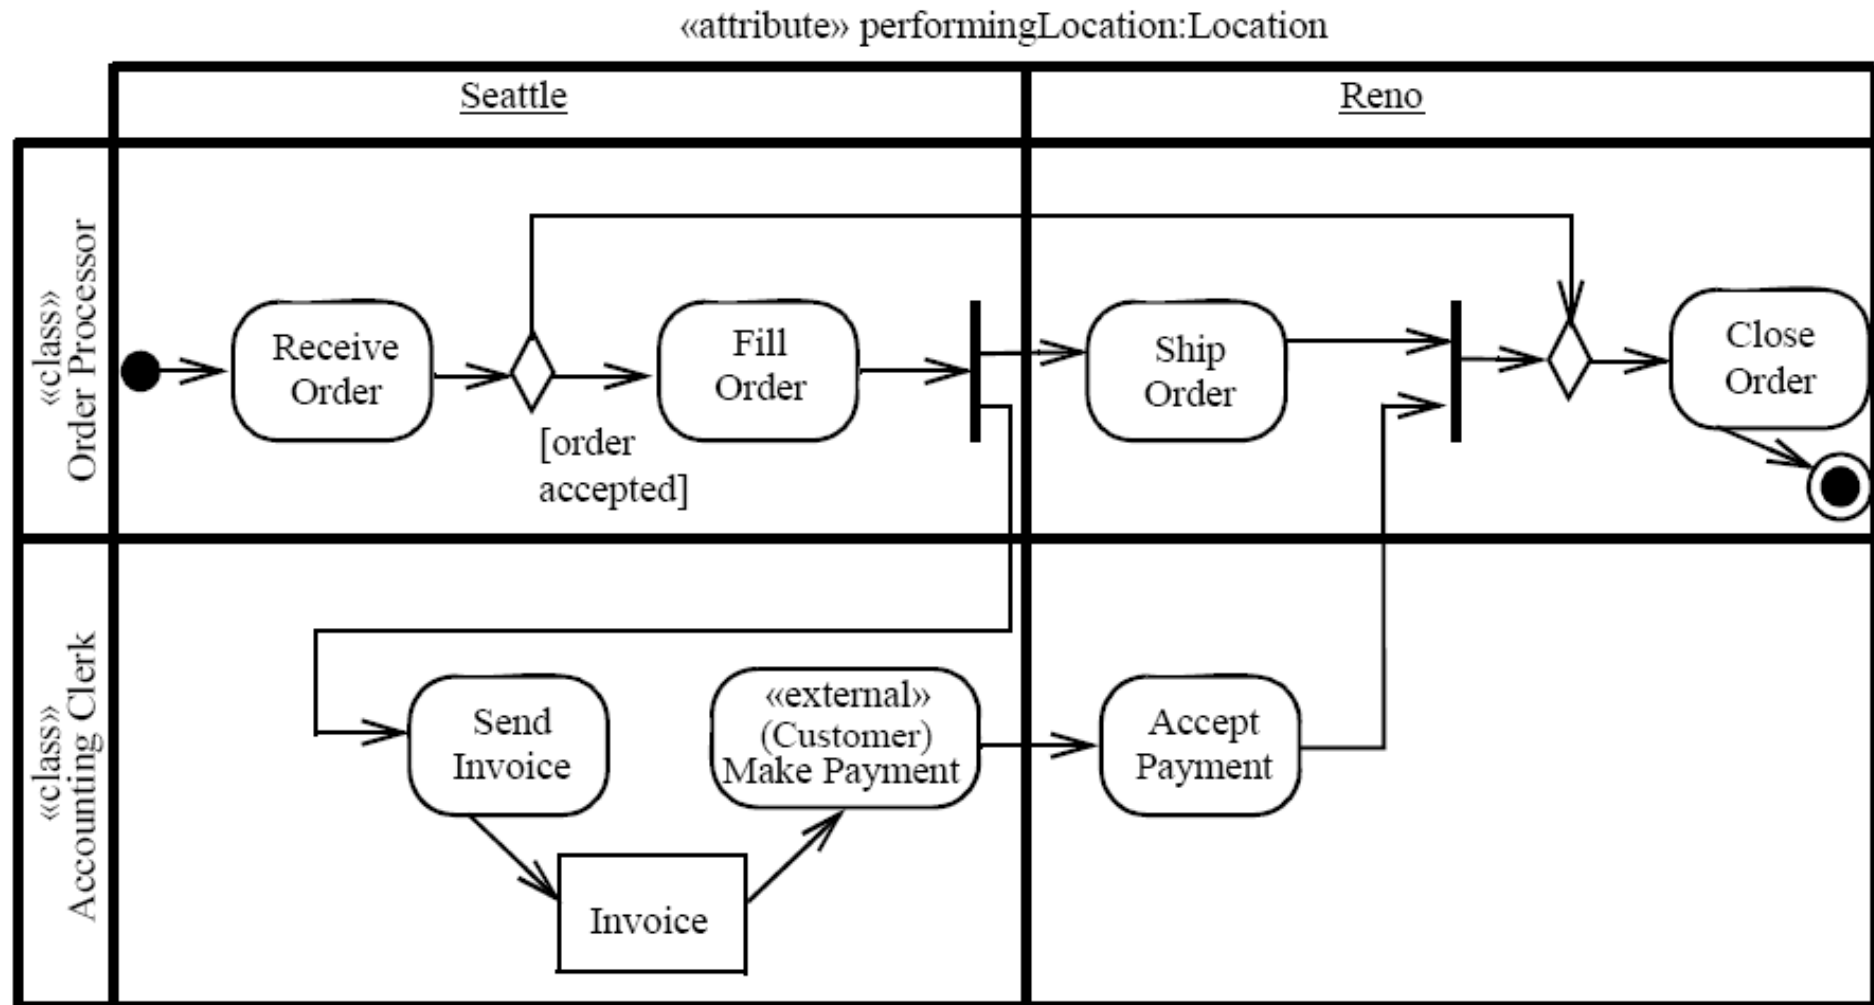 «attribute» performingLocation:Location
Seattle
Reno
«class»
Order Processor
Receive
Order
[order
accepted]
Fill
Order
Ship
Order
Close
Order
«class»
Accounting Clerk
Send
Invoice
Invoice
«external»
(Customer)
Make Payment
Accept
Payment